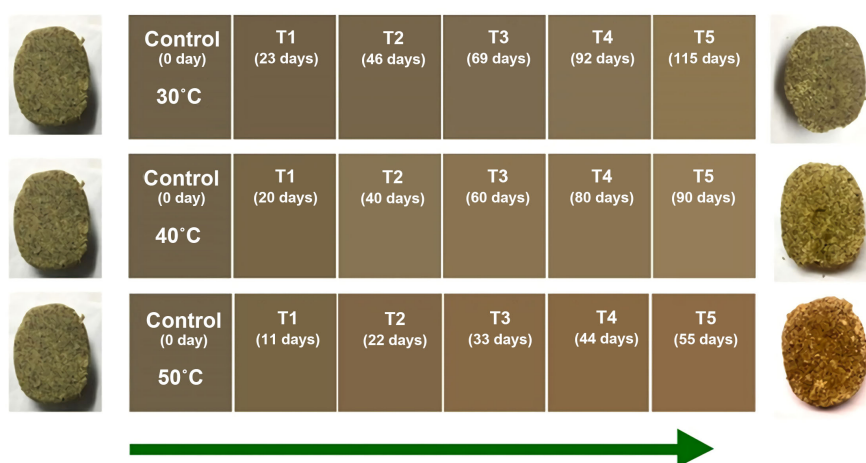 Control
(0 day)
30°C
T1
(23 days)
T2
(46 days)
T3
(69 days)
T4
(92 days)
T5
(115 days)
Control
(0 day)
40°C
T1
(20 days)
T2
(40 days)
T3
(60 days)
T4
(80 days)
T5
(90 days)
Control
(0 day)
50°C
T1
(11 days)
T2
(22 days)
T3
(33 days)
T4
(44 days)
T5
(55 days)